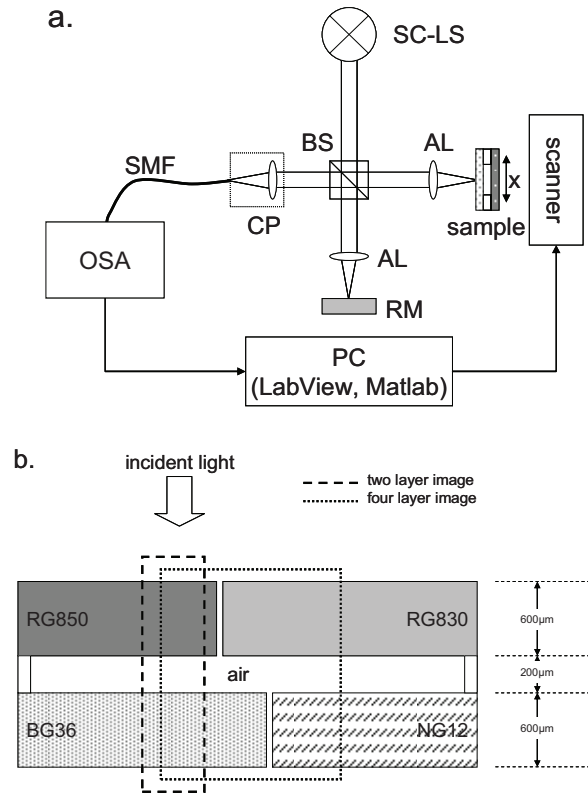 a.
SC-LS
BS
AL
SMF
scanner
x
CP
sample
OSA
AL
RM
PC
(LabView, Matlab)
b.
incident light
two layer image
four layer image
RG850
RG830
600µm
air
200µm
BG36
NG12
600µm